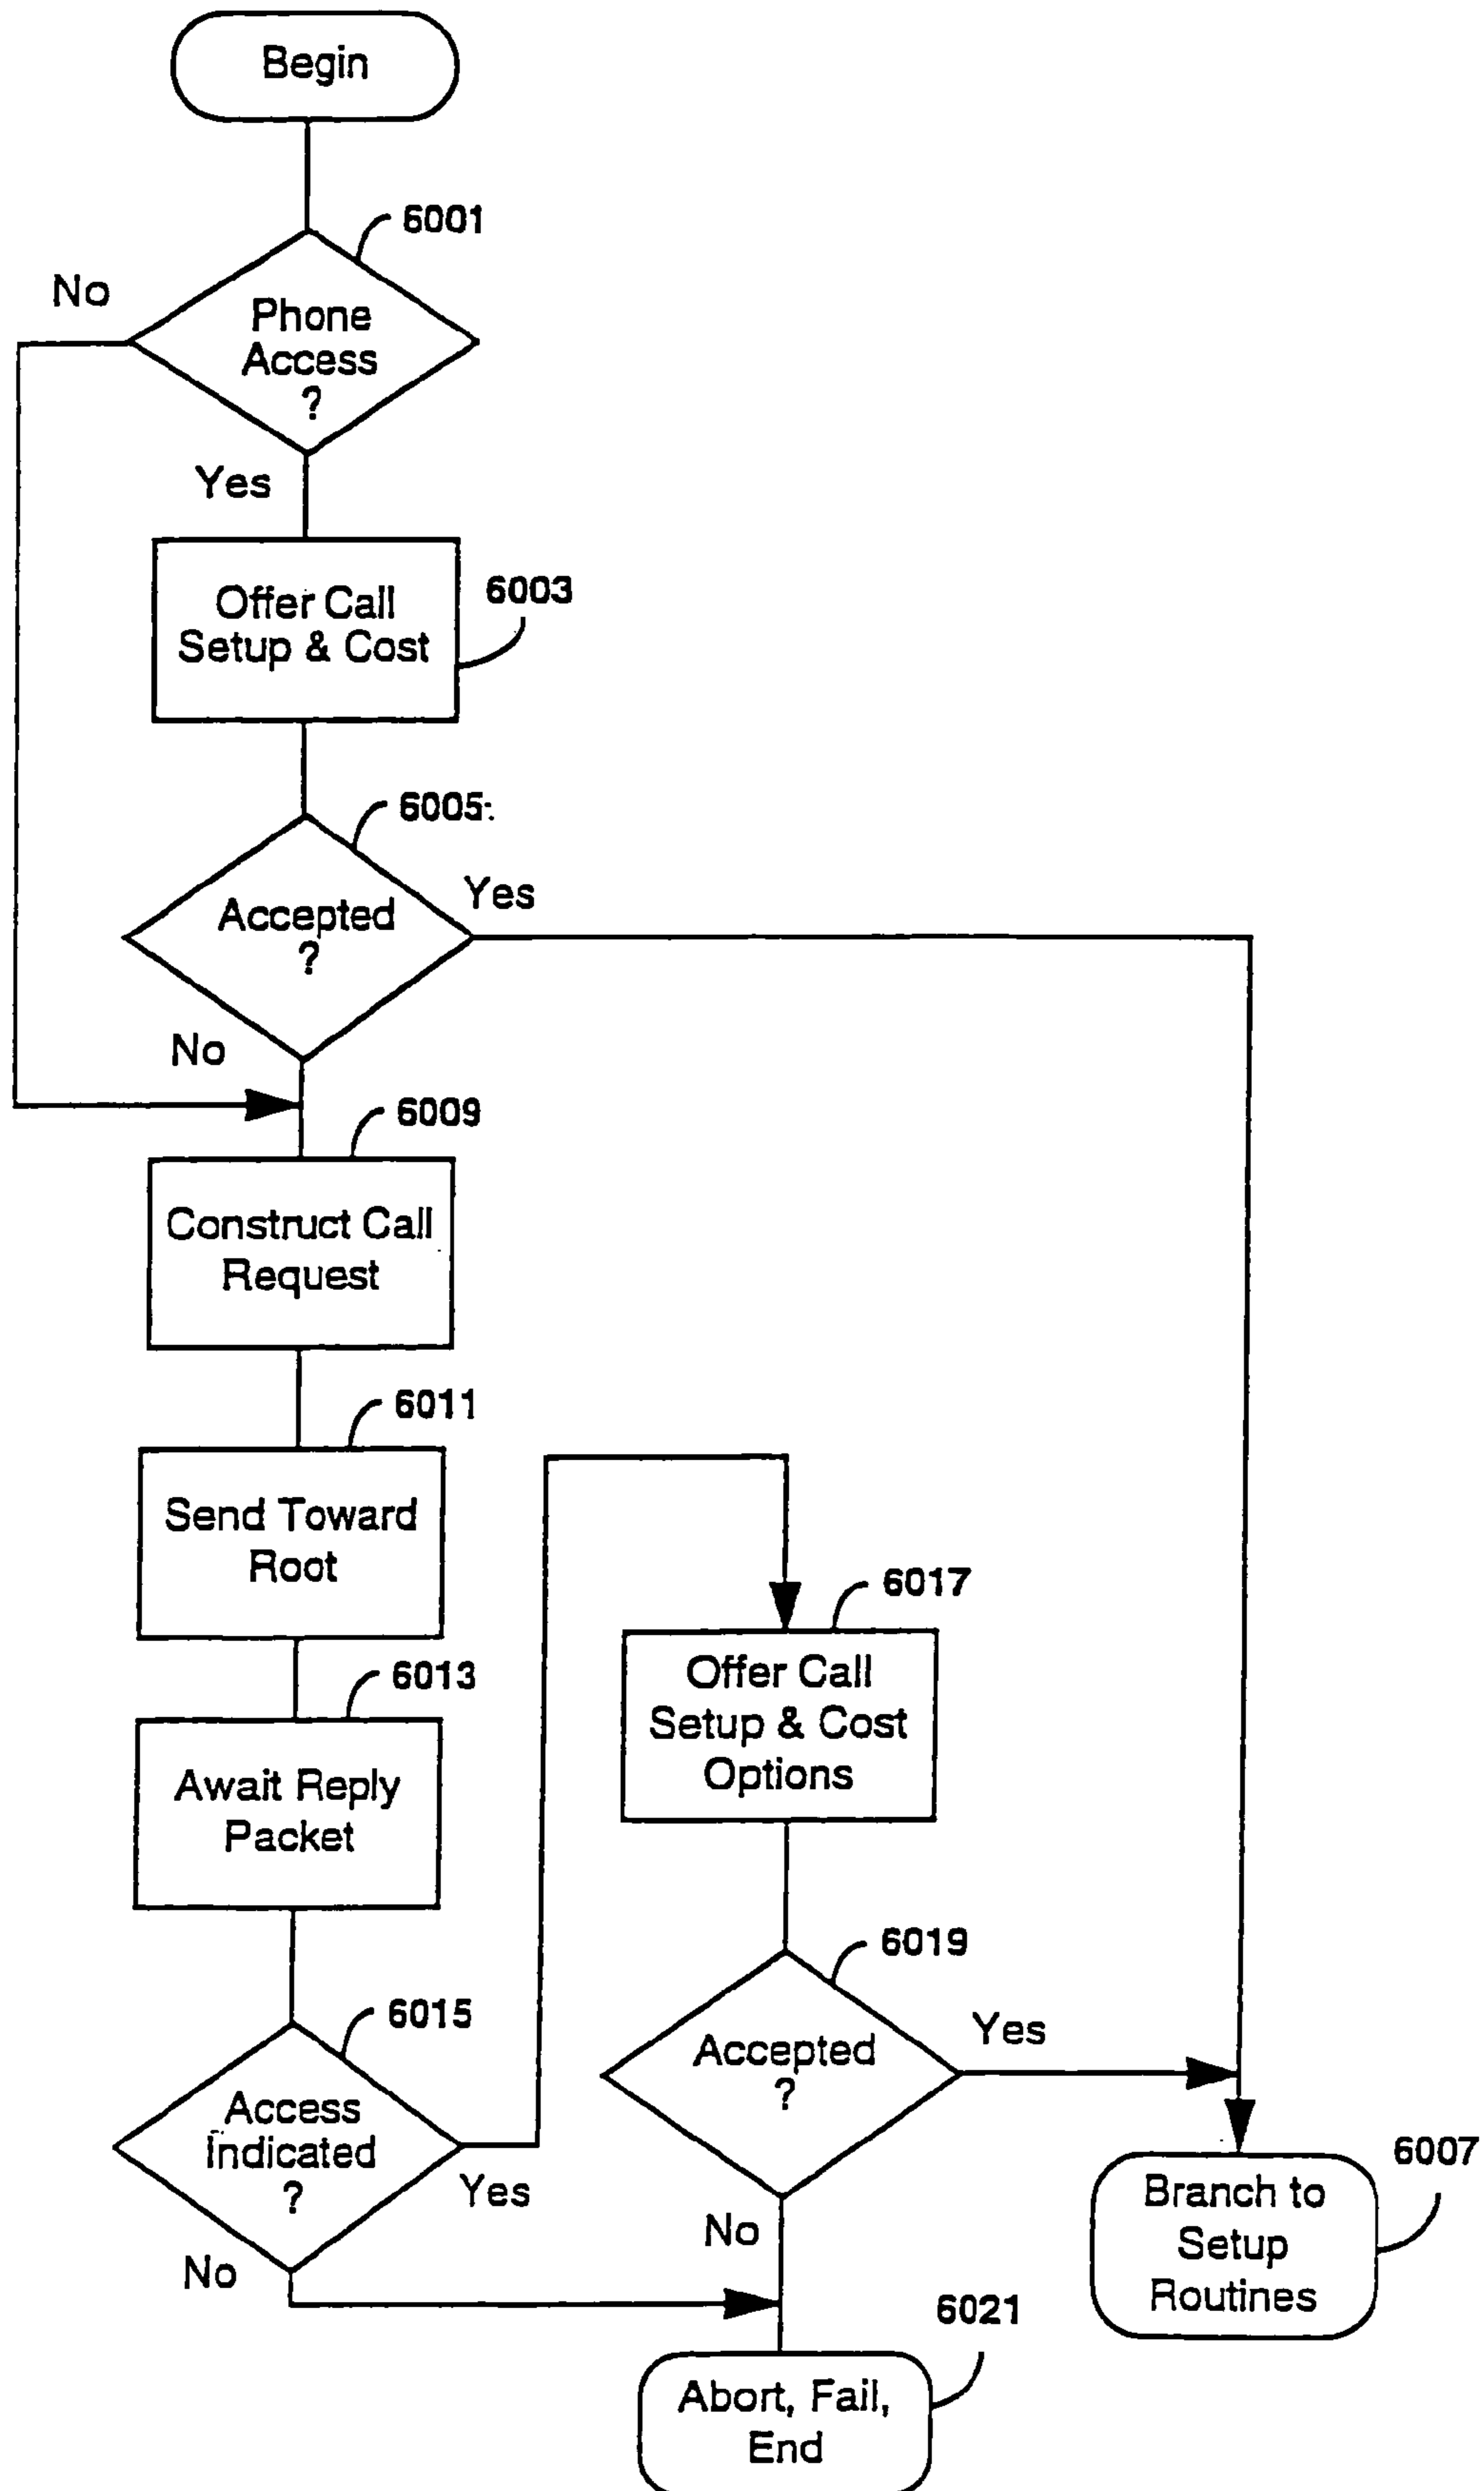 Begin
6001
No
Phone
Access
?
Yes
Offer Call
Setup & Cost
6003
6005:
Accepted
?
Yes
No
6009
Construct Call
Request
6011
Send Toward
Root
6013
Await Reply
Packet
6015
Access
Indicated
?
Yes
No
6017
Offer Call
Setup & Cost
Options
6019
Accepted
?
Yes
No
6007
Branch to
Setup
Routines
6021
Abort, Fail,
End